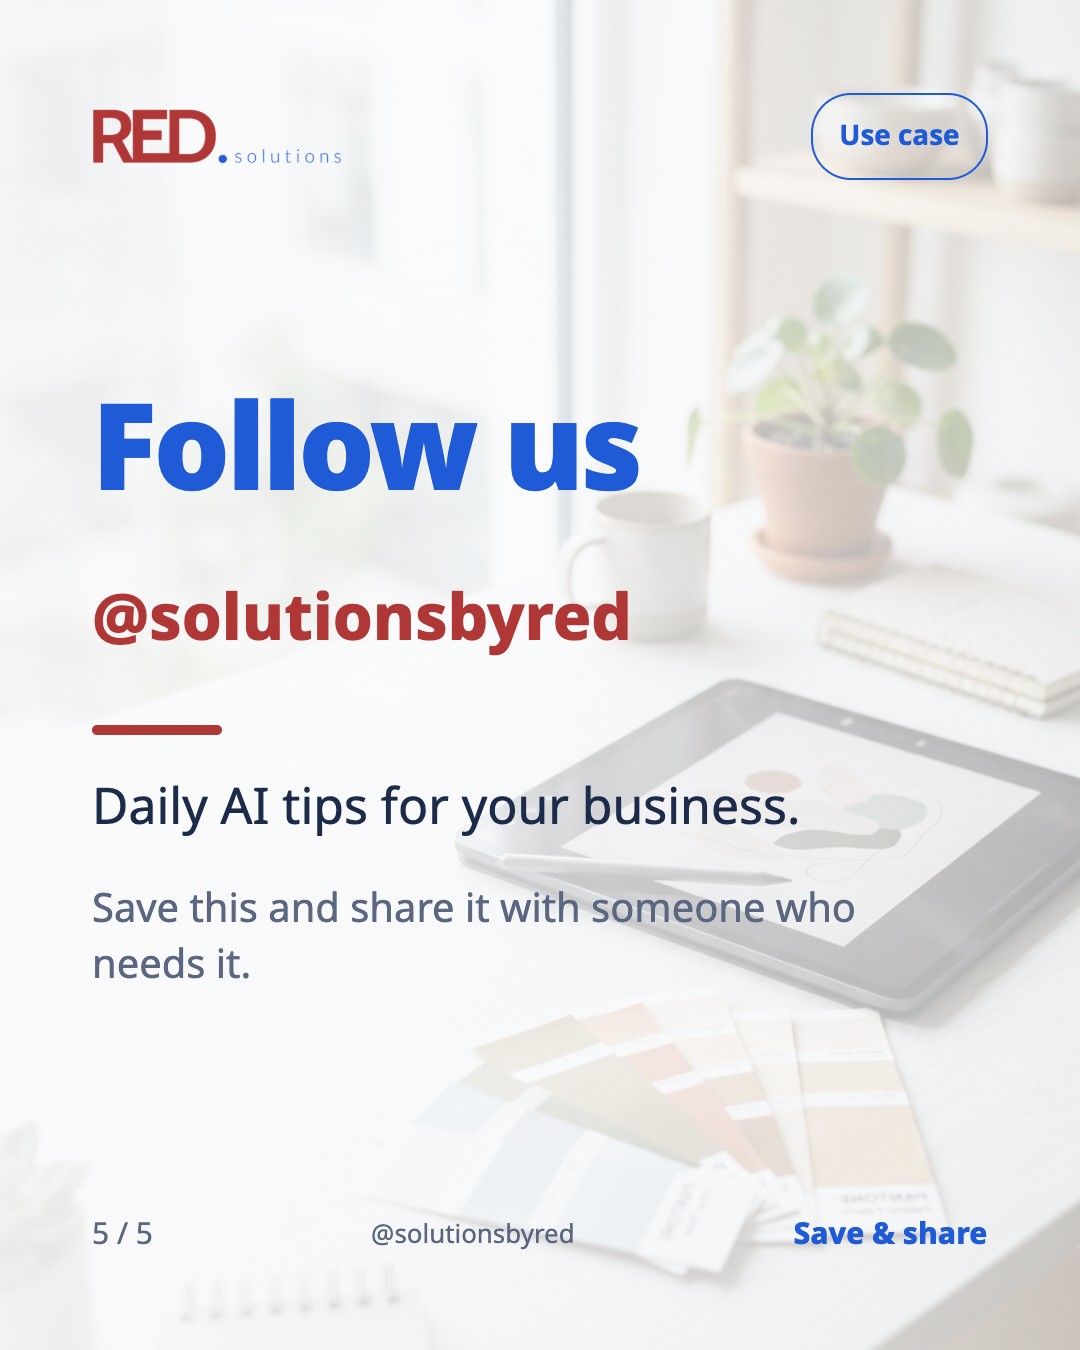 RED.solutions
Use case
Follow us
@solutionsbyred
Daily AI tips for your business.
Save this and share it with someone who
needs it.
PANTONE
5 / 5
@solutionsbyred
Save & share